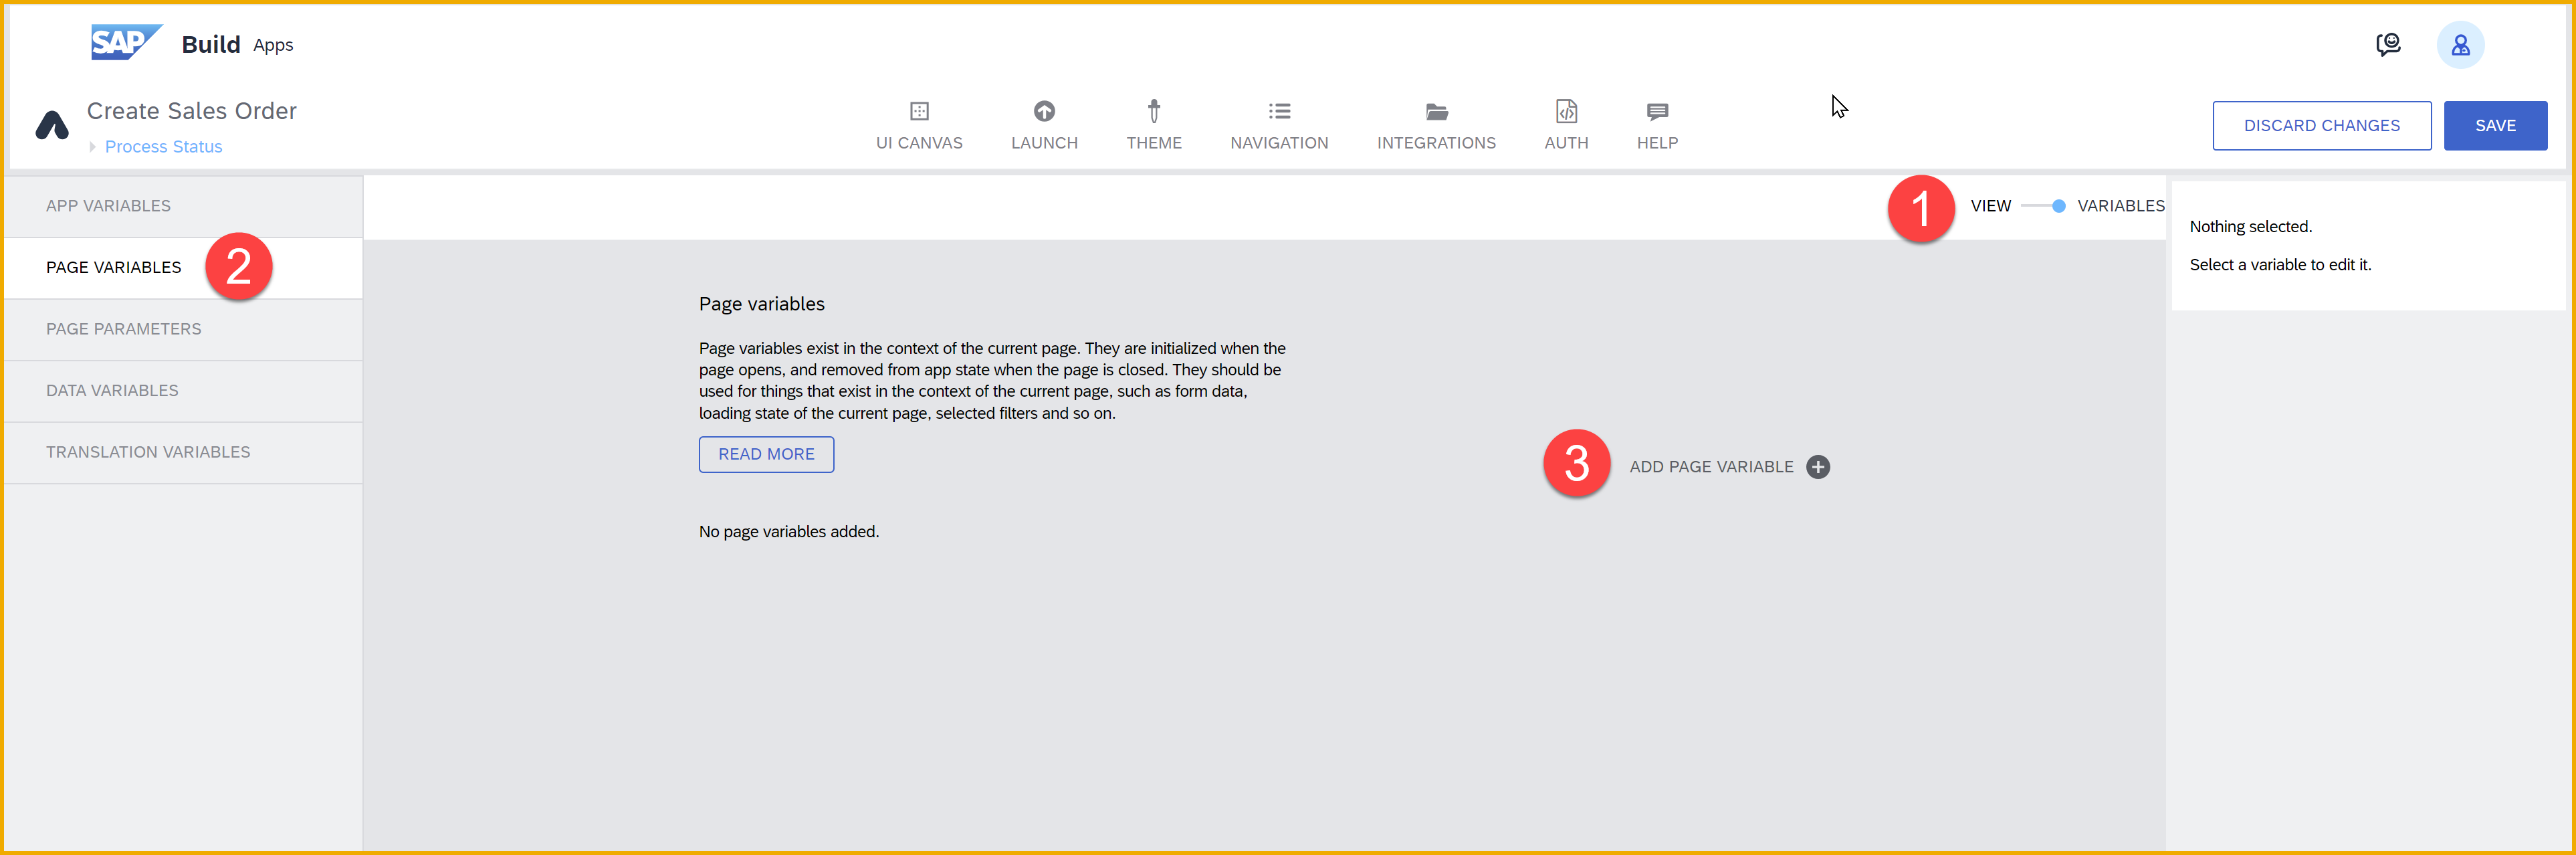 SAP Build Apps
Create Sales Order
Process Status
UI CANVAS
LAUNCH
THEME
NAVIGATION
INTEGRATIONS
AUTH
HELP
DISCARD CHANGES
SAVE
APP VARIABLES
PAGE VARIABLES
2
PAGE PARAMETERS
DATA VARIABLES
TRANSLATION VARIABLES
1
VIEW
VARIABLES
Page variables
Page variables exist in the context of the current page. They are initialized when the
page opens, and removed from app state when the page is closed. They should be
used for things that exist in the context of the current page, such as form data,
loading state of the current page, selected filters and so on.
READ MORE
3
ADD PAGE VARIABLE
No page variables added.
Nothing selected.
Select a variable to edit it.